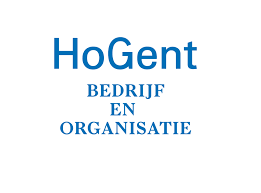 HoGent
BEDRIJF
EN
ORGANISATIE